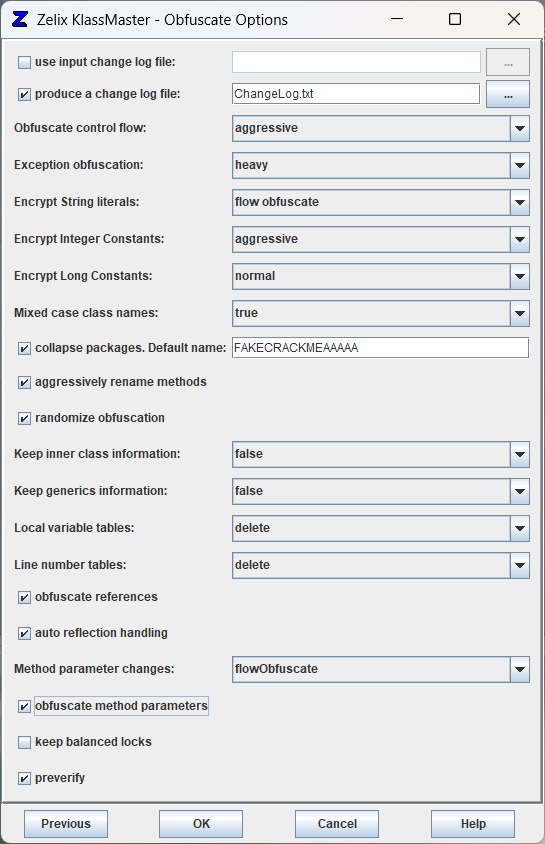 Zelix KlassMaster - Obfuscate Options
use input change log file:
...
produce a change log file: ChangeLog.txt ...
Obfuscate control flow: aggressive
Exception obfuscation: heavy
Encrypt String literals: flow obfuscate
Encrypt Integer Constants: aggressive
Encrypt Long Constants: normal
Mixed case class names: true
collapse packages. Default name: FAKECRACKMEAAAAA
aggressively rename methods
randomize obfuscation
Keep inner class information: false
Keep generics information: false
Local variable tables: delete
Line number tables: delete
obfuscate references
auto reflection handling
Method parameter changes: flowObfuscate
obfuscate method parameters
keep balanced locks
preverify
Previous OK Cancel Help